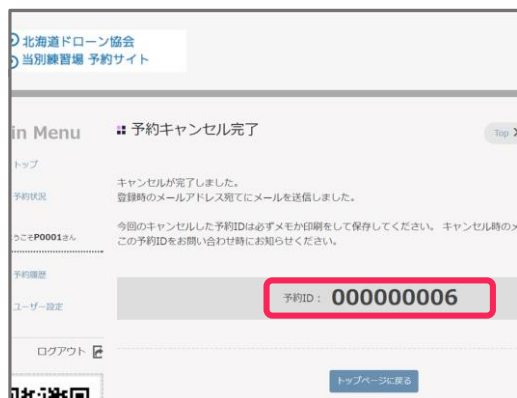 北海道ドローン協会
当別練習場 予約サイト
in Menu
予約キャンセル完了
Top
トップ
キャンセルが完了しました。
登録時のメールアドレス宛てにメールを送信しました。
予約状況
今回のキャンセルした予約IDは必ずメモか印刷をして保存してください。 キャンセル時のメ
この予約IDをお問い合わせ時にお知らせください。
うこそP0001さん
予約履歴
予約ID： 000000006
ユーザー設定
ログアウト
トップページに戻る